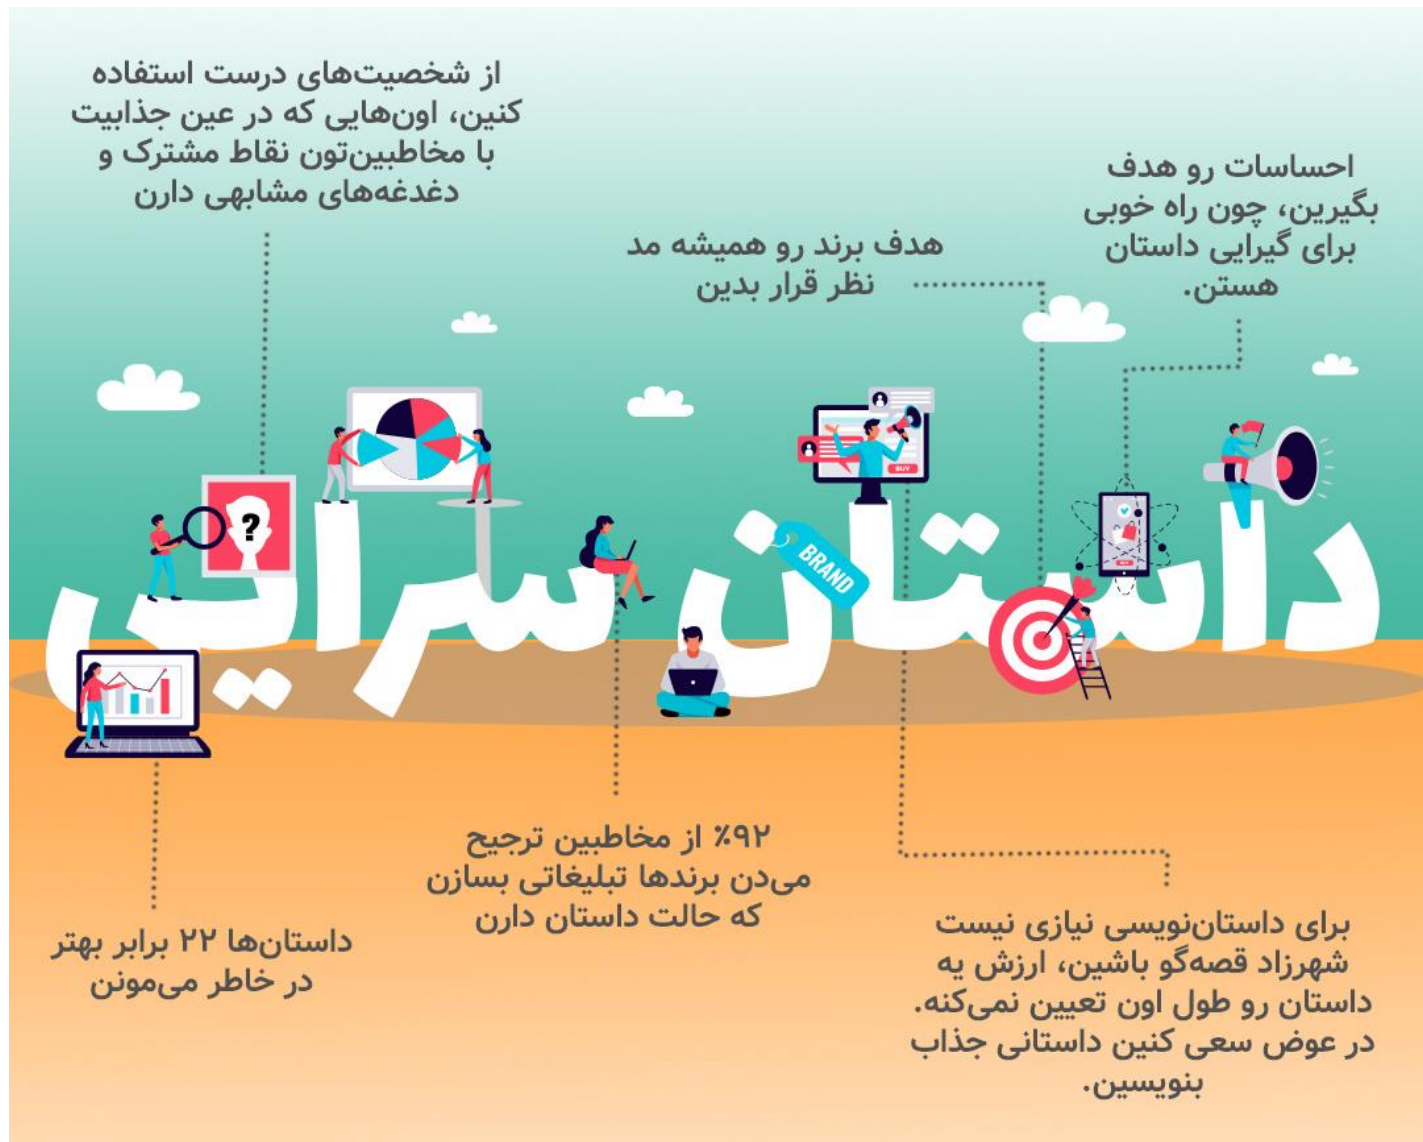 از شخصیت‌های درست استفاده
کنین، اون‌هایی که در عین جذابیت
با مخاطبین‌تون نقاط مشترک و
دغدغه‌های مشابهی دارن
احساسات رو هدف
بگیرین، چون راه خوبی
برای گیرایی داستان
هستن.
هدف برند رو همیشه مد
نظر قرار بدین
داستان سرایی
?
BUY
BUY
BRAND
۹۲٪ از مخاطبین ترجیح
می‌دن برندها تبلیغاتی بسازن
که حالت داستان دارن
داستان‌ها ۲۲ برابر بهتر
در خاطر می‌مونن
برای داستان‌نویسی نیازی نیست
شهرزاد قصه‌گو باشین، ارزش یه
داستان رو طول اون تعیین نمی‌کنه.
در عوض سعی کنین داستانی جذاب
بنویسین.